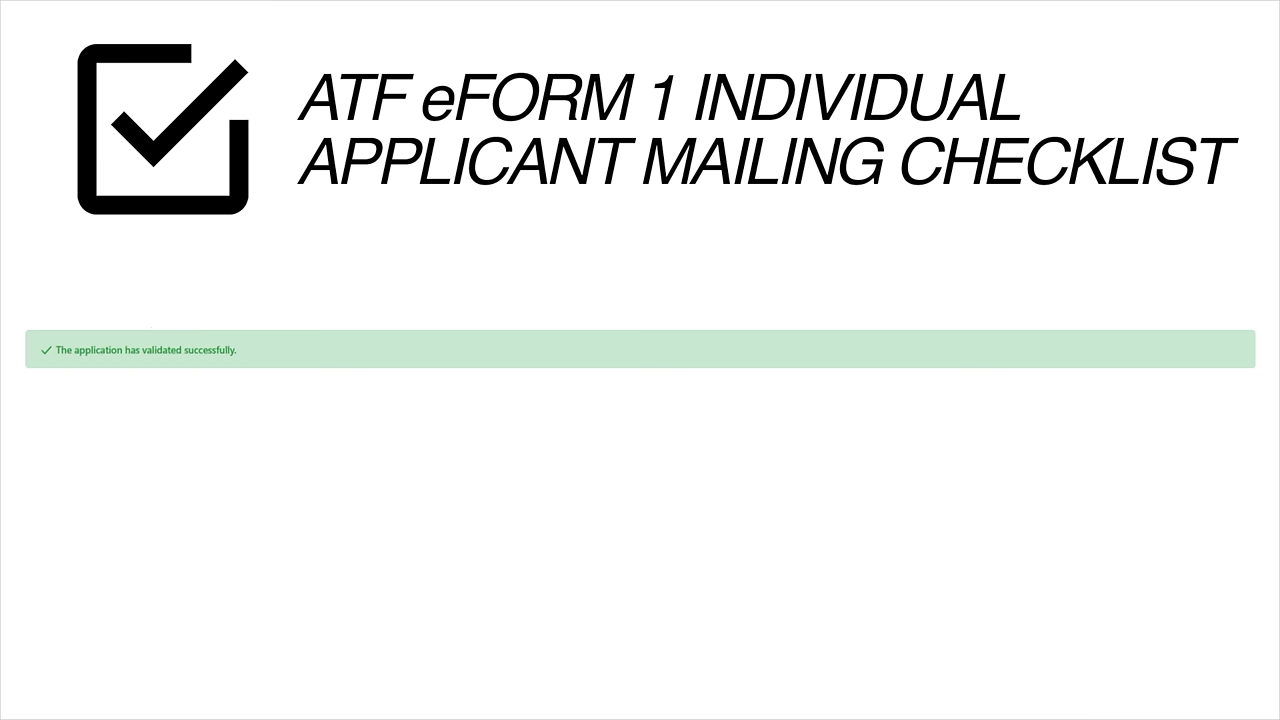 ATF eFORM 1 INDIVIDUAL
APPLICANT MAILING CHECKLIST
The application has validated successfully.